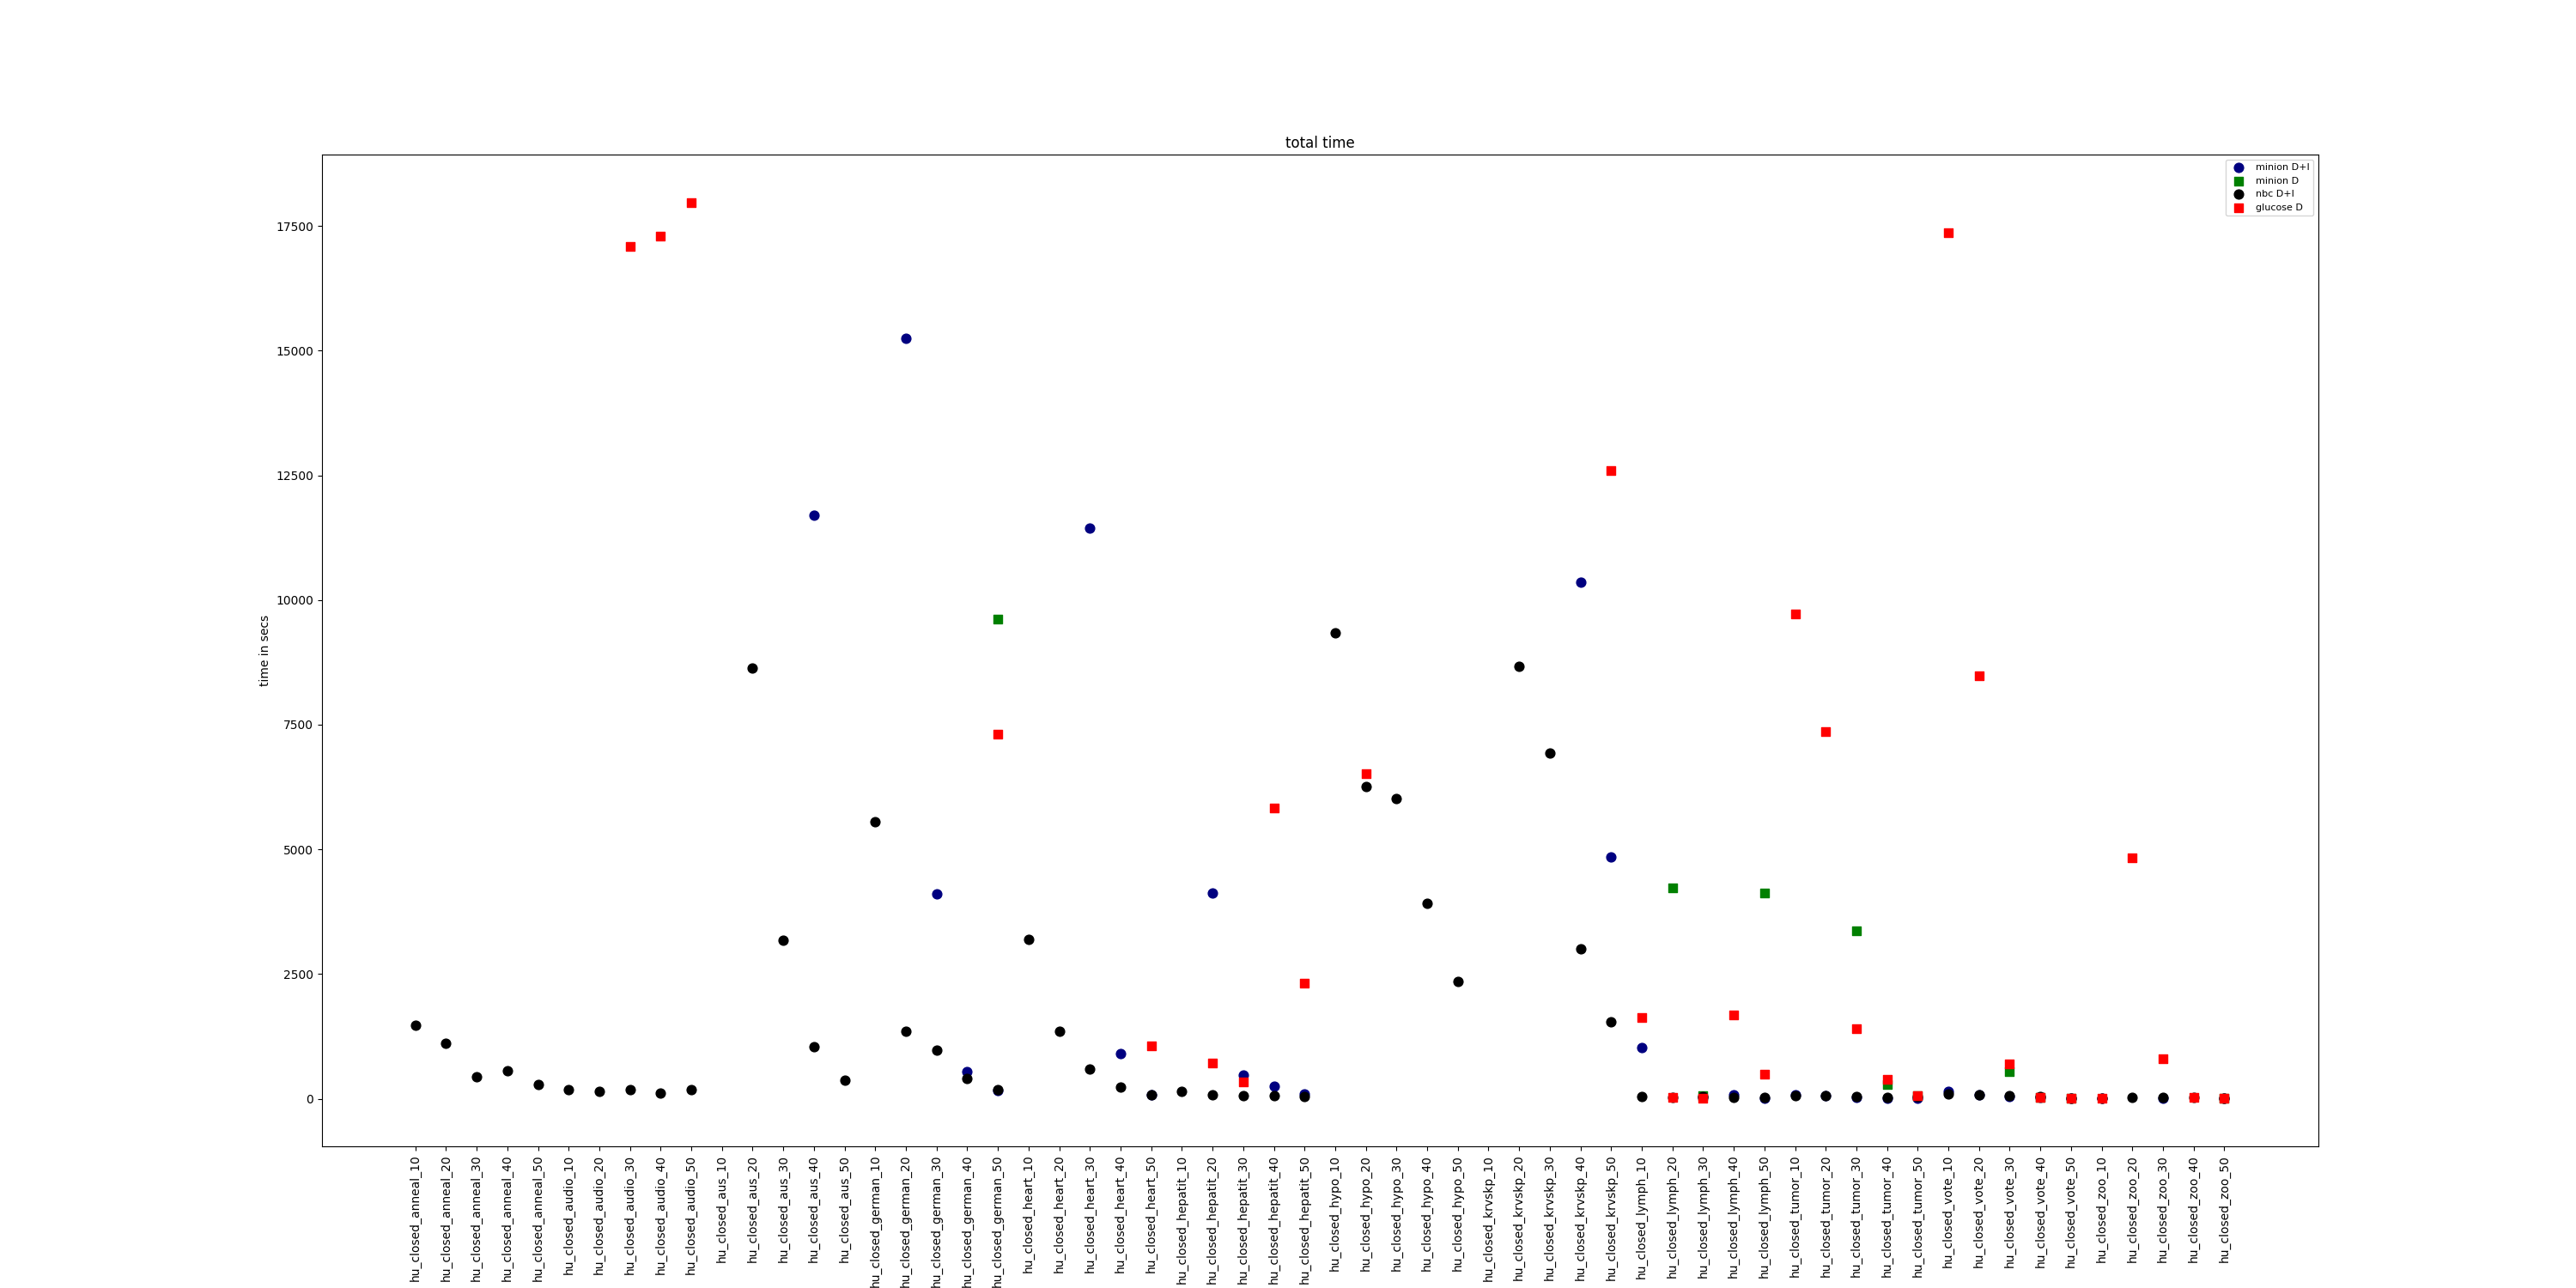 total time
minion D+I
minion D
nbc D+I
glucose D
time in secs
17500
15000
12500
10000
7500
5000
2500
0
hu_closed_anneal_10
hu_closed_anneal_20
hu_closed_anneal_30
hu_closed_anneal_40
hu_closed_anneal_50
hu_closed_audio_10
hu_closed_audio_20
hu_closed_audio_30
hu_closed_audio_40
hu_closed_audio_50
hu_closed_aus_10
hu_closed_aus_20
hu_closed_aus_30
hu_closed_aus_40
hu_closed_aus_50
hu_closed_german_10
hu_closed_german_20
hu_closed_german_30
hu_closed_german_40
hu_closed_german_50
hu_closed_heart_10
hu_closed_heart_20
hu_closed_heart_30
hu_closed_heart_40
hu_closed_heart_50
hu_closed_hepatit_10
hu_closed_hepatit_20
hu_closed_hepatit_30
hu_closed_hepatit_40
hu_closed_hepatit_50
hu_closed_hypo_10
hu_closed_hypo_20
hu_closed_hypo_30
hu_closed_hypo_40
hu_closed_hypo_50
hu_closed_krvskp_10
hu_closed_krvskp_20
hu_closed_krvskp_30
hu_closed_krvskp_40
hu_closed_krvskp_50
hu_closed_lymph_10
hu_closed_lymph_20
hu_closed_lymph_30
hu_closed_lymph_40
hu_closed_lymph_50
hu_closed_tumor_10
hu_closed_tumor_20
hu_closed_tumor_30
hu_closed_tumor_40
hu_closed_tumor_50
hu_closed_vote_10
hu_closed_vote_20
hu_closed_vote_30
hu_closed_vote_40
hu_closed_vote_50
hu_closed_zoo_10
hu_closed_zoo_20
hu_closed_zoo_30
hu_closed_zoo_40
hu_closed_zoo_50